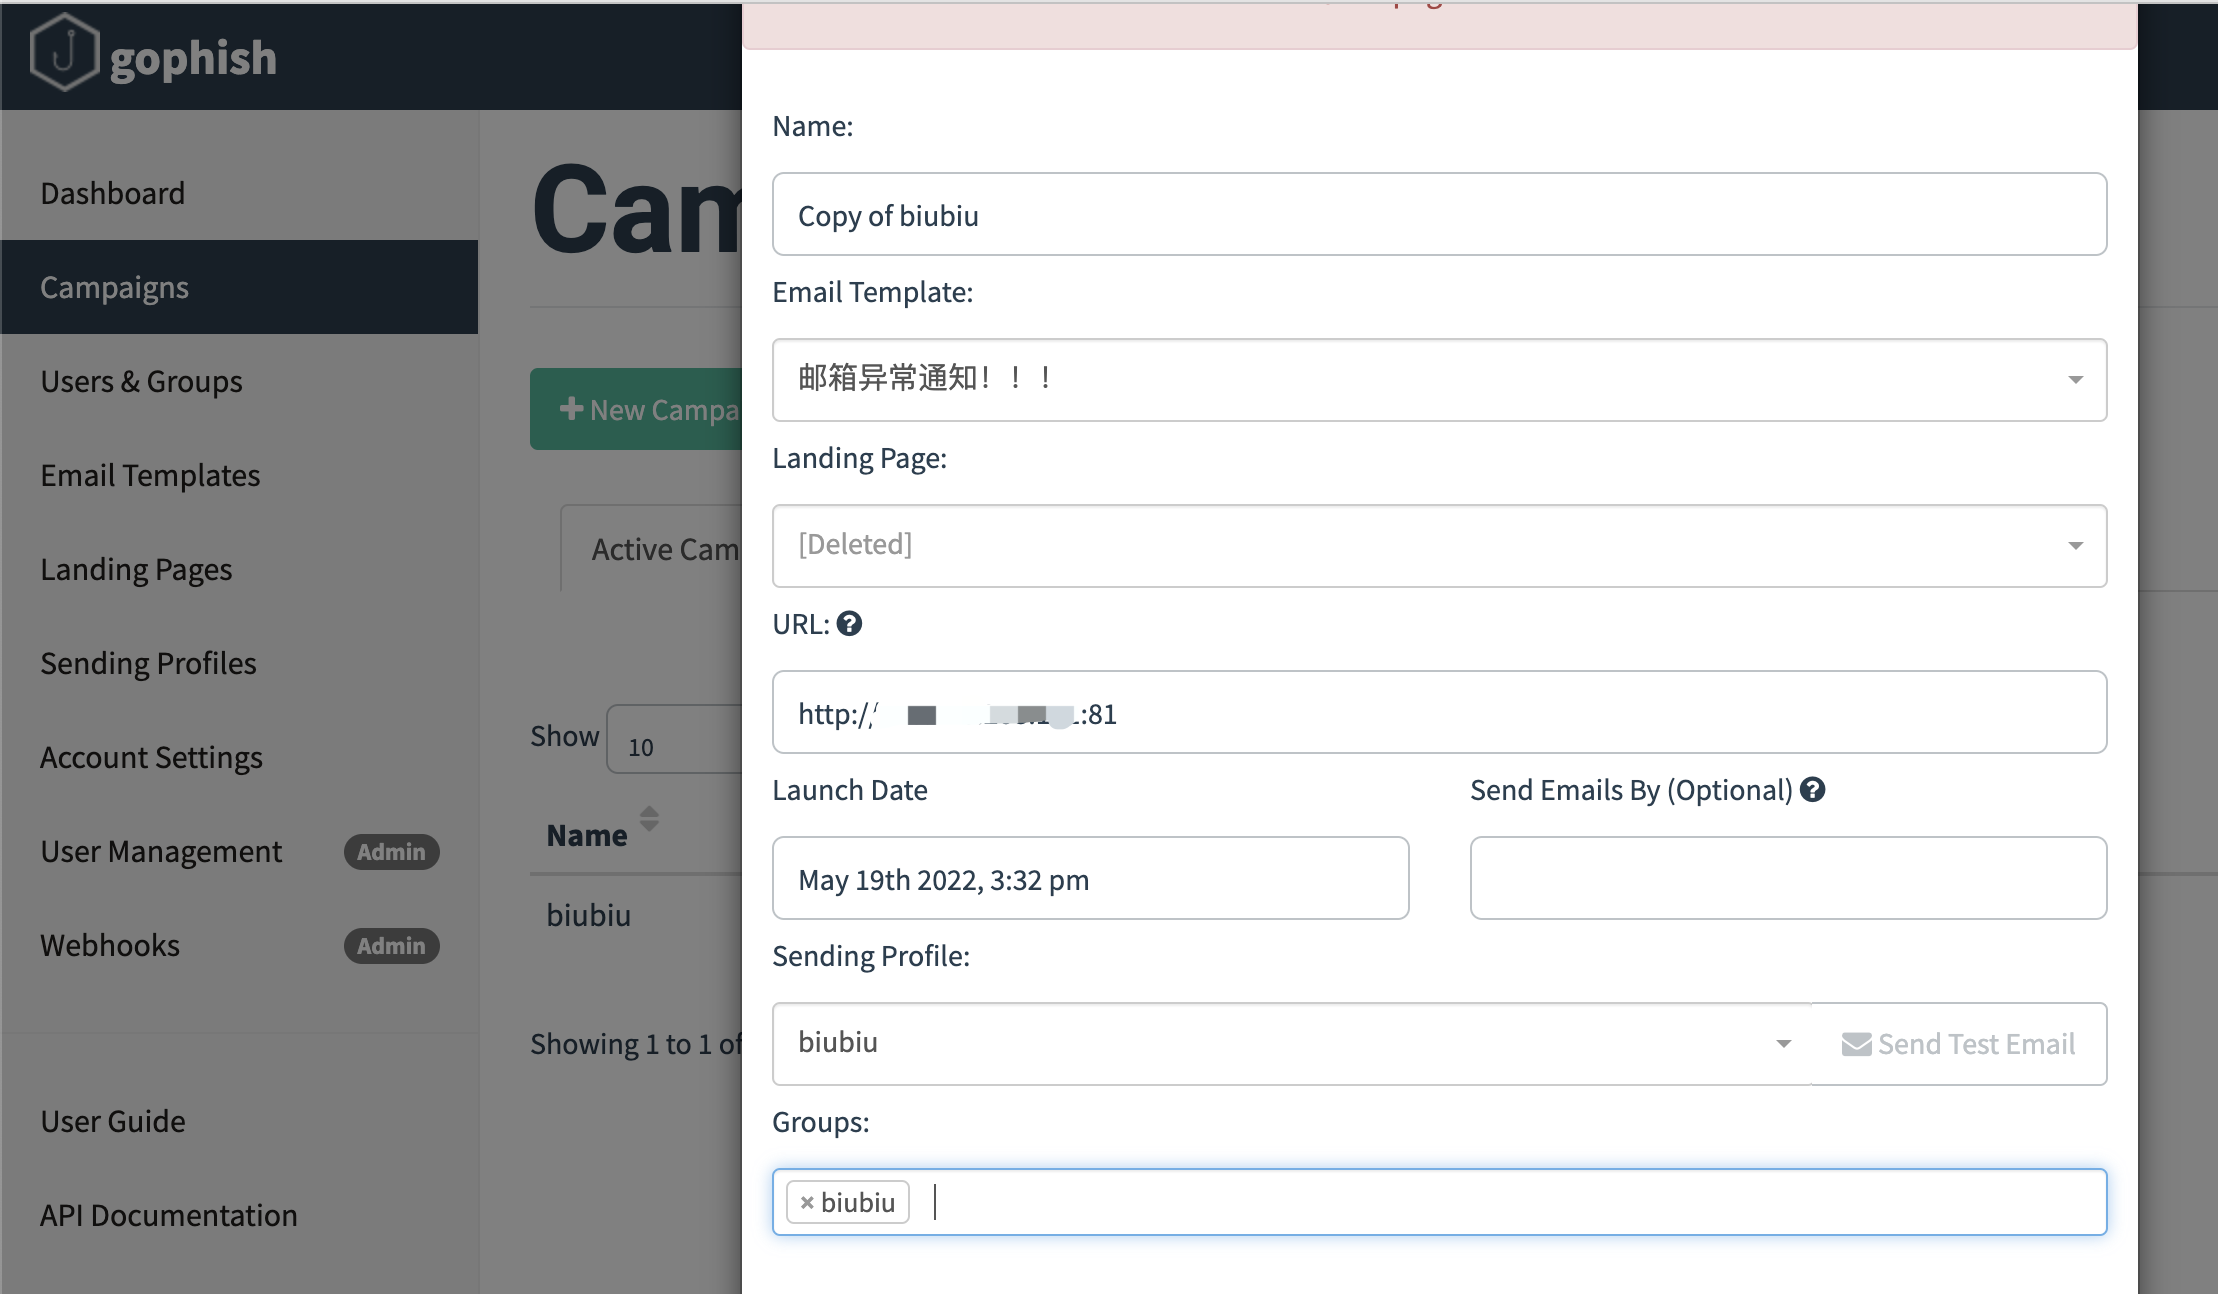 gophish
Dashboard
Campaigns
Users & Groups
Email Templates
Landing Pages
Sending Profiles
Account Settings
User Management Admin
Webhooks Admin
User Guide
API Documentation
Cam
New Campa
Active Cam
Show 10
Name
biubiu
Showing 1 to 1 of
Name:
Copy of biubiu
Email Template:
邮箱异常通知！！！
Landing Page:
[Deleted]
URL:
http:// :81
Launch Date
May 19th 2022, 3:32 pm
Send Emails By (Optional)
Sending Profile:
biubiu
Send Test Email
Groups:
× biubiu